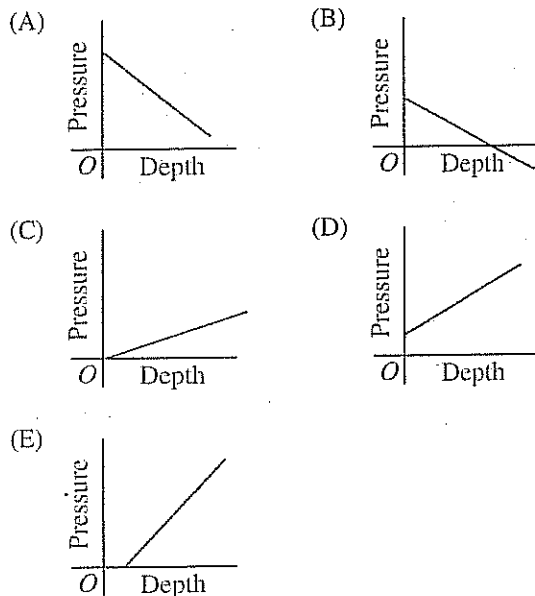 (A)
Pressure
O Depth
(B)
Pressure
O Depth
(C)
Pressure
O Depth
(D)
Pressure
O Depth
(E)
Pressure
O Depth